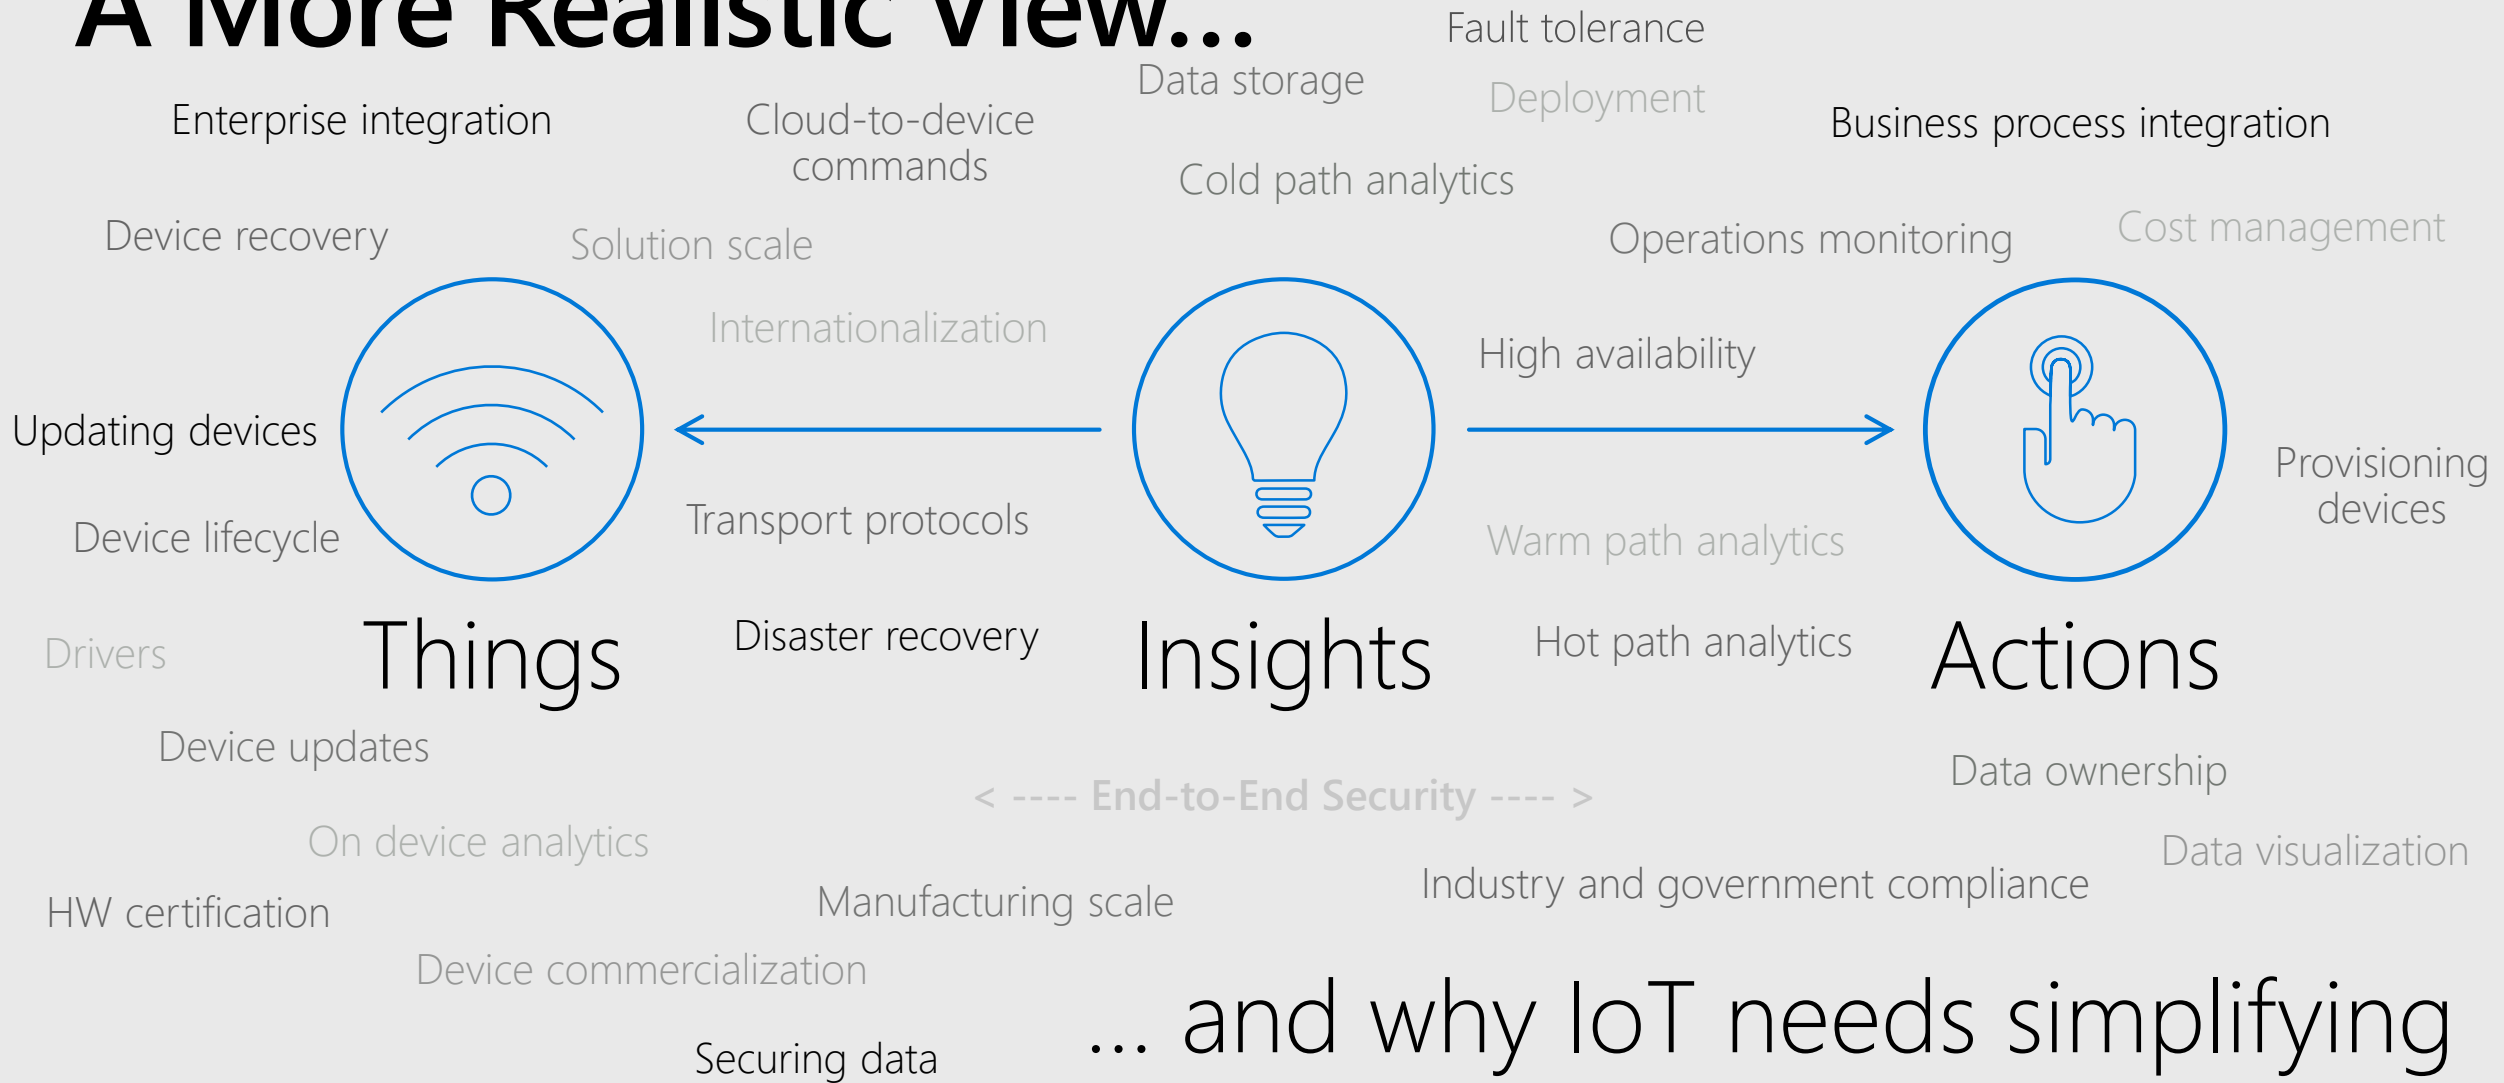 A More Realistic View...
Fault tolerance
Data storage
Deployment
Enterprise integration
Cloud-to-device
commands
Business process integration
Cold path analytics
Device recovery
Solution scale
Operations monitoring
Cost management
Internationalization
High availability
Updating devices
Provisioning
devices
Device lifecycle
Transport protocols
Warm path analytics
Drivers
Things
Disaster recovery
Insights
Hot path analytics
Actions
Device updates
< ---- End-to-End Security ---- >
Data ownership
On device analytics
Data visualization
HW certification
Manufacturing scale
Industry and government compliance
Device commercialization
... and why IoT needs simplifying
Securing data